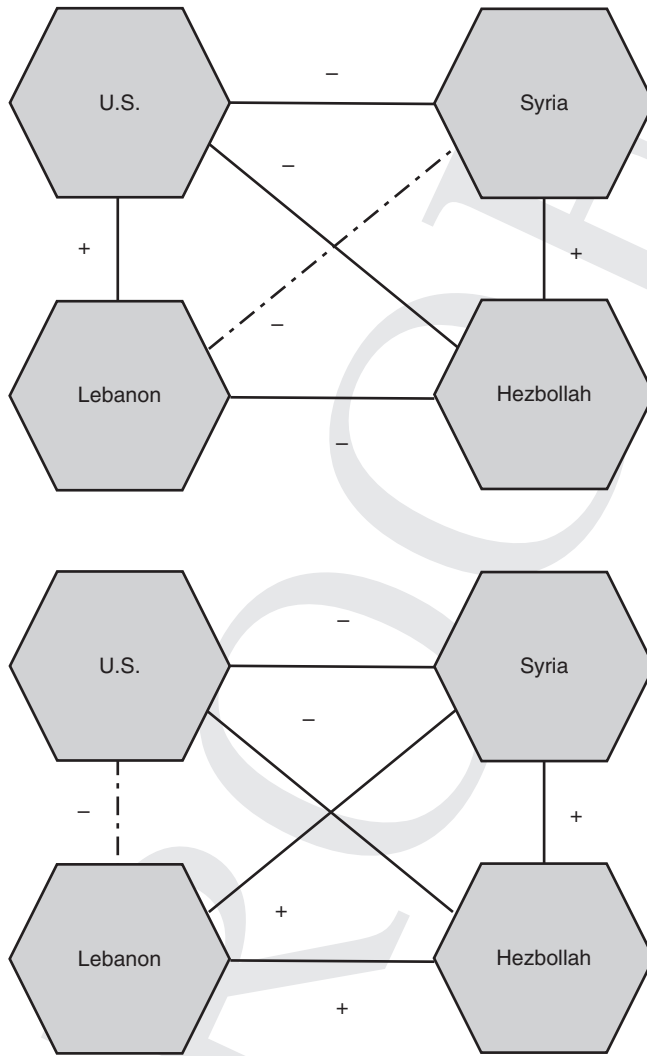 –
U.S.
Syria
–
+
+
–
Lebanon
Hezbollah
–
–
U.S.
Syria
–
–
+
+
Lebanon
Hezbollah
+